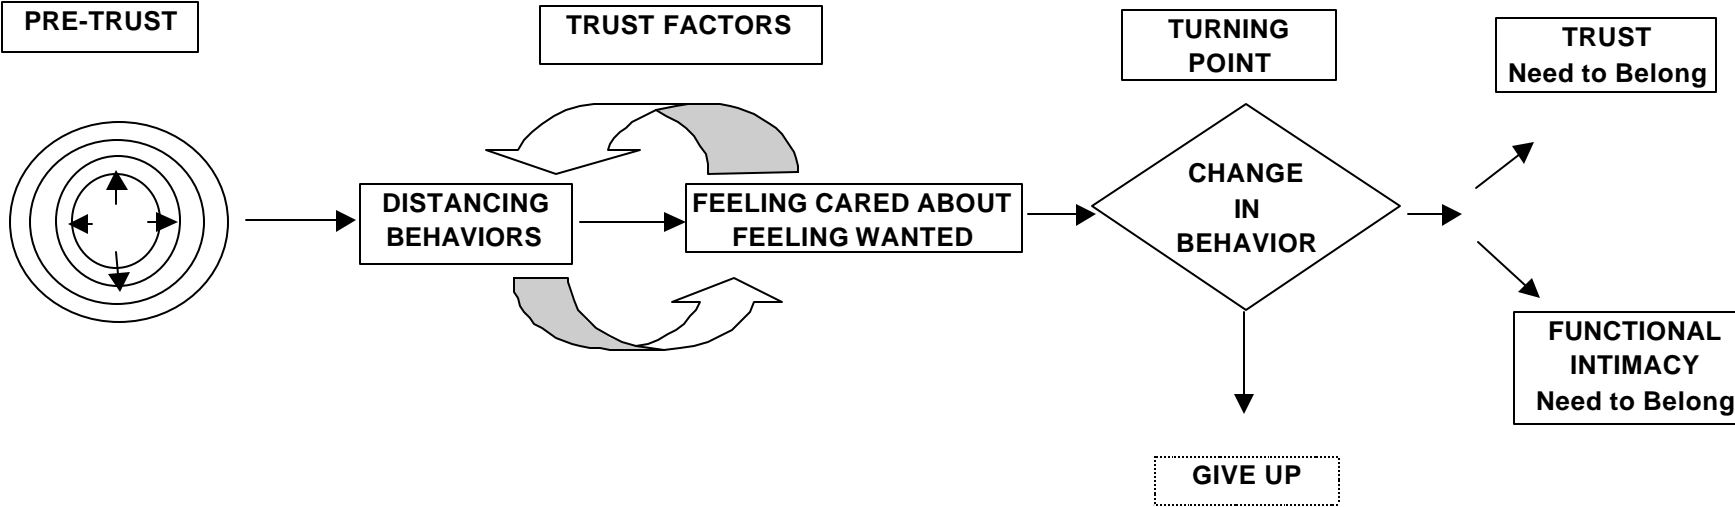 PRE-TRUST
TRUST FACTORS
TURNING
POINT
TRUST
Need to Belong
DISTANCING
BEHAVIORS
FEELING CARED ABOUT
FEELING WANTED
CHANGE
IN
BEHAVIOR
FUNCTIONAL
INTIMACY
Need to Belong
GIVE UP